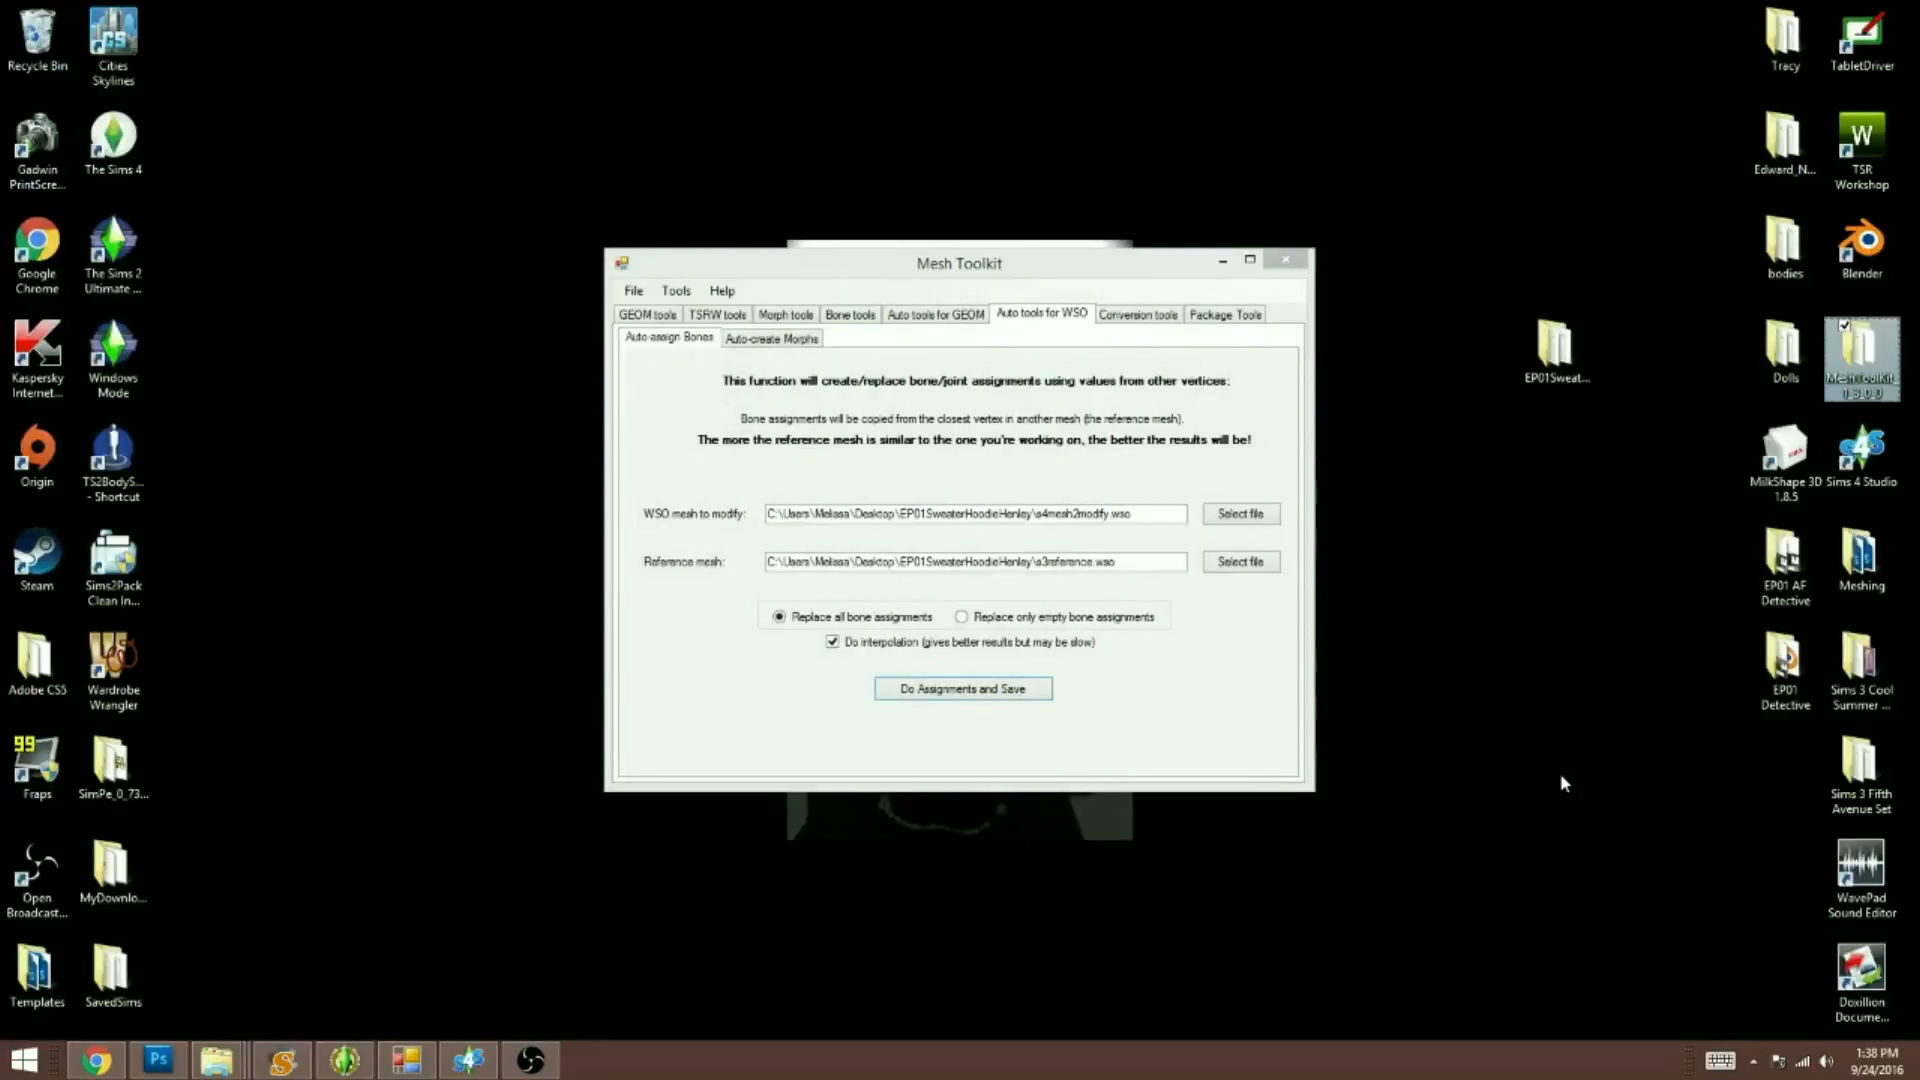 Recycle Bin
Cities
Skylines
Gadwin
PrintScre...
The Sims 4
Google
Chrome
The Sims 2
Ultimate ...
Kaspersky
Internet...
Windows
Mode
Origin
TS2BodyS...
- Shortcut
Steam
Sims2Pack
Clean In...
Adobe CS5
Wardrobe
Wrangler
99
Fraps
SimPe_0_73...
Open
Broadcast...
MyDownlo...
Templates
SavedSims
Mesh Toolkit
File Tools Help
GEOM tools TSRW tools Morph tools Bone tools Auto tools for GEOM Auto tools for WSO Conversion tools Package Tools
Auto-assign Bones Auto-create Morphs
This function will create/replace bone/joint assignments using values from other vertices:
Bone assignments will be copied from the closest vertex in another mesh (the reference mesh).
The more the reference mesh is similar to the one you're working on, the better the results will be!
WSO mesh to modify: C:\Users\Melissa\Desktop\EP01SweaterHoodieHenley\s4mesh2modify.wso Select file
Reference mesh: C:\Users\Melissa\Desktop\EP01SweaterHoodieHenley\s3reference.wso Select file
Replace all bone assignments Replace only empty bone assignments
Do interpolation (gives better results but may be slow)
Do Assignments and Save
EP01Sweat...
Tracy
TabletDriver
Edward_N...
W
TSR
Workshop
bodies
Blender
Dolls
MeshToolKit_
1_3_0_0
MilkShape 3D
1.8.5
S4S
Sims 4 Studio
EP01 AF
Detective
Meshing
EP01
Detective
Sims 3 Cool
Summer ...
Sims 3 Fifth
Avenue Set
WavePad
Sound Editor
Doxillion
Docume...
Ps
S
S4S
1:38 PM
9/24/2016